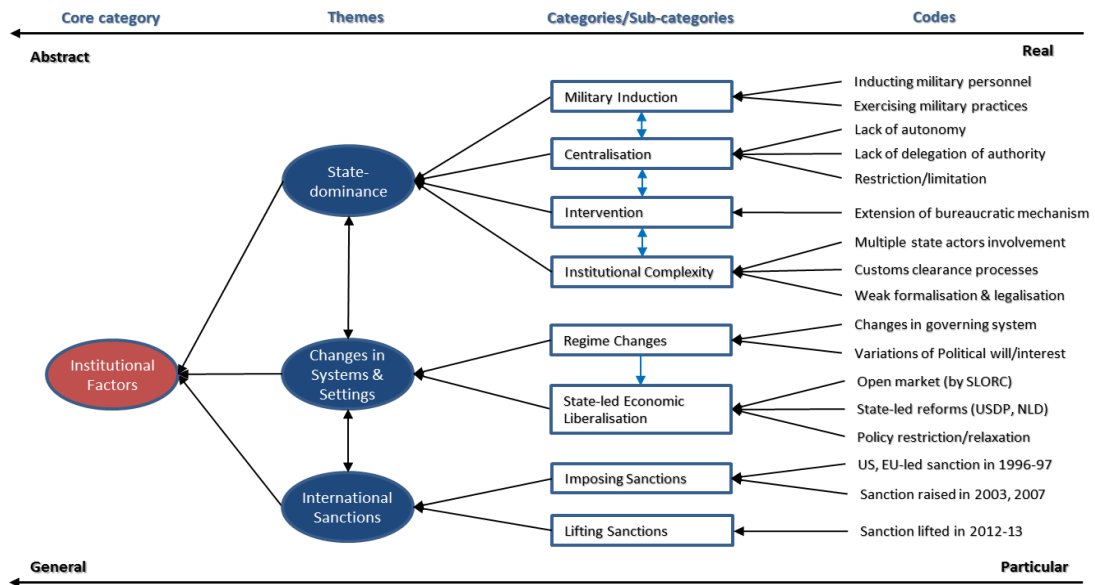 Core category
Themes
Categories/Sub-categories
Codes
Abstract
Real
Institutional
Factors
State-
dominance
Changes in
Systems &
Settings
International
Sanctions
Military Induction
Centralisation
Intervention
Institutional Complexity
Regime Changes
State-led Economic
Liberalisation
Imposing Sanctions
Lifting Sanctions
Inducting military personnel
Exercising military practices
Lack of autonomy
Lack of delegation of authority
Restriction/limitation
Extension of bureaucratic mechanism
Multiple state actors involvement
Customs clearance processes
Weak formalisation & legalisation
Changes in governing system
Variations of Political will/interest
Open market (by SLORC)
State-led reforms (USDP, NLD)
Policy restriction/relaxation
US, EU-led sanction in 1996-97
Sanction raised in 2003, 2007
Sanction lifted in 2012-13
General
Particular